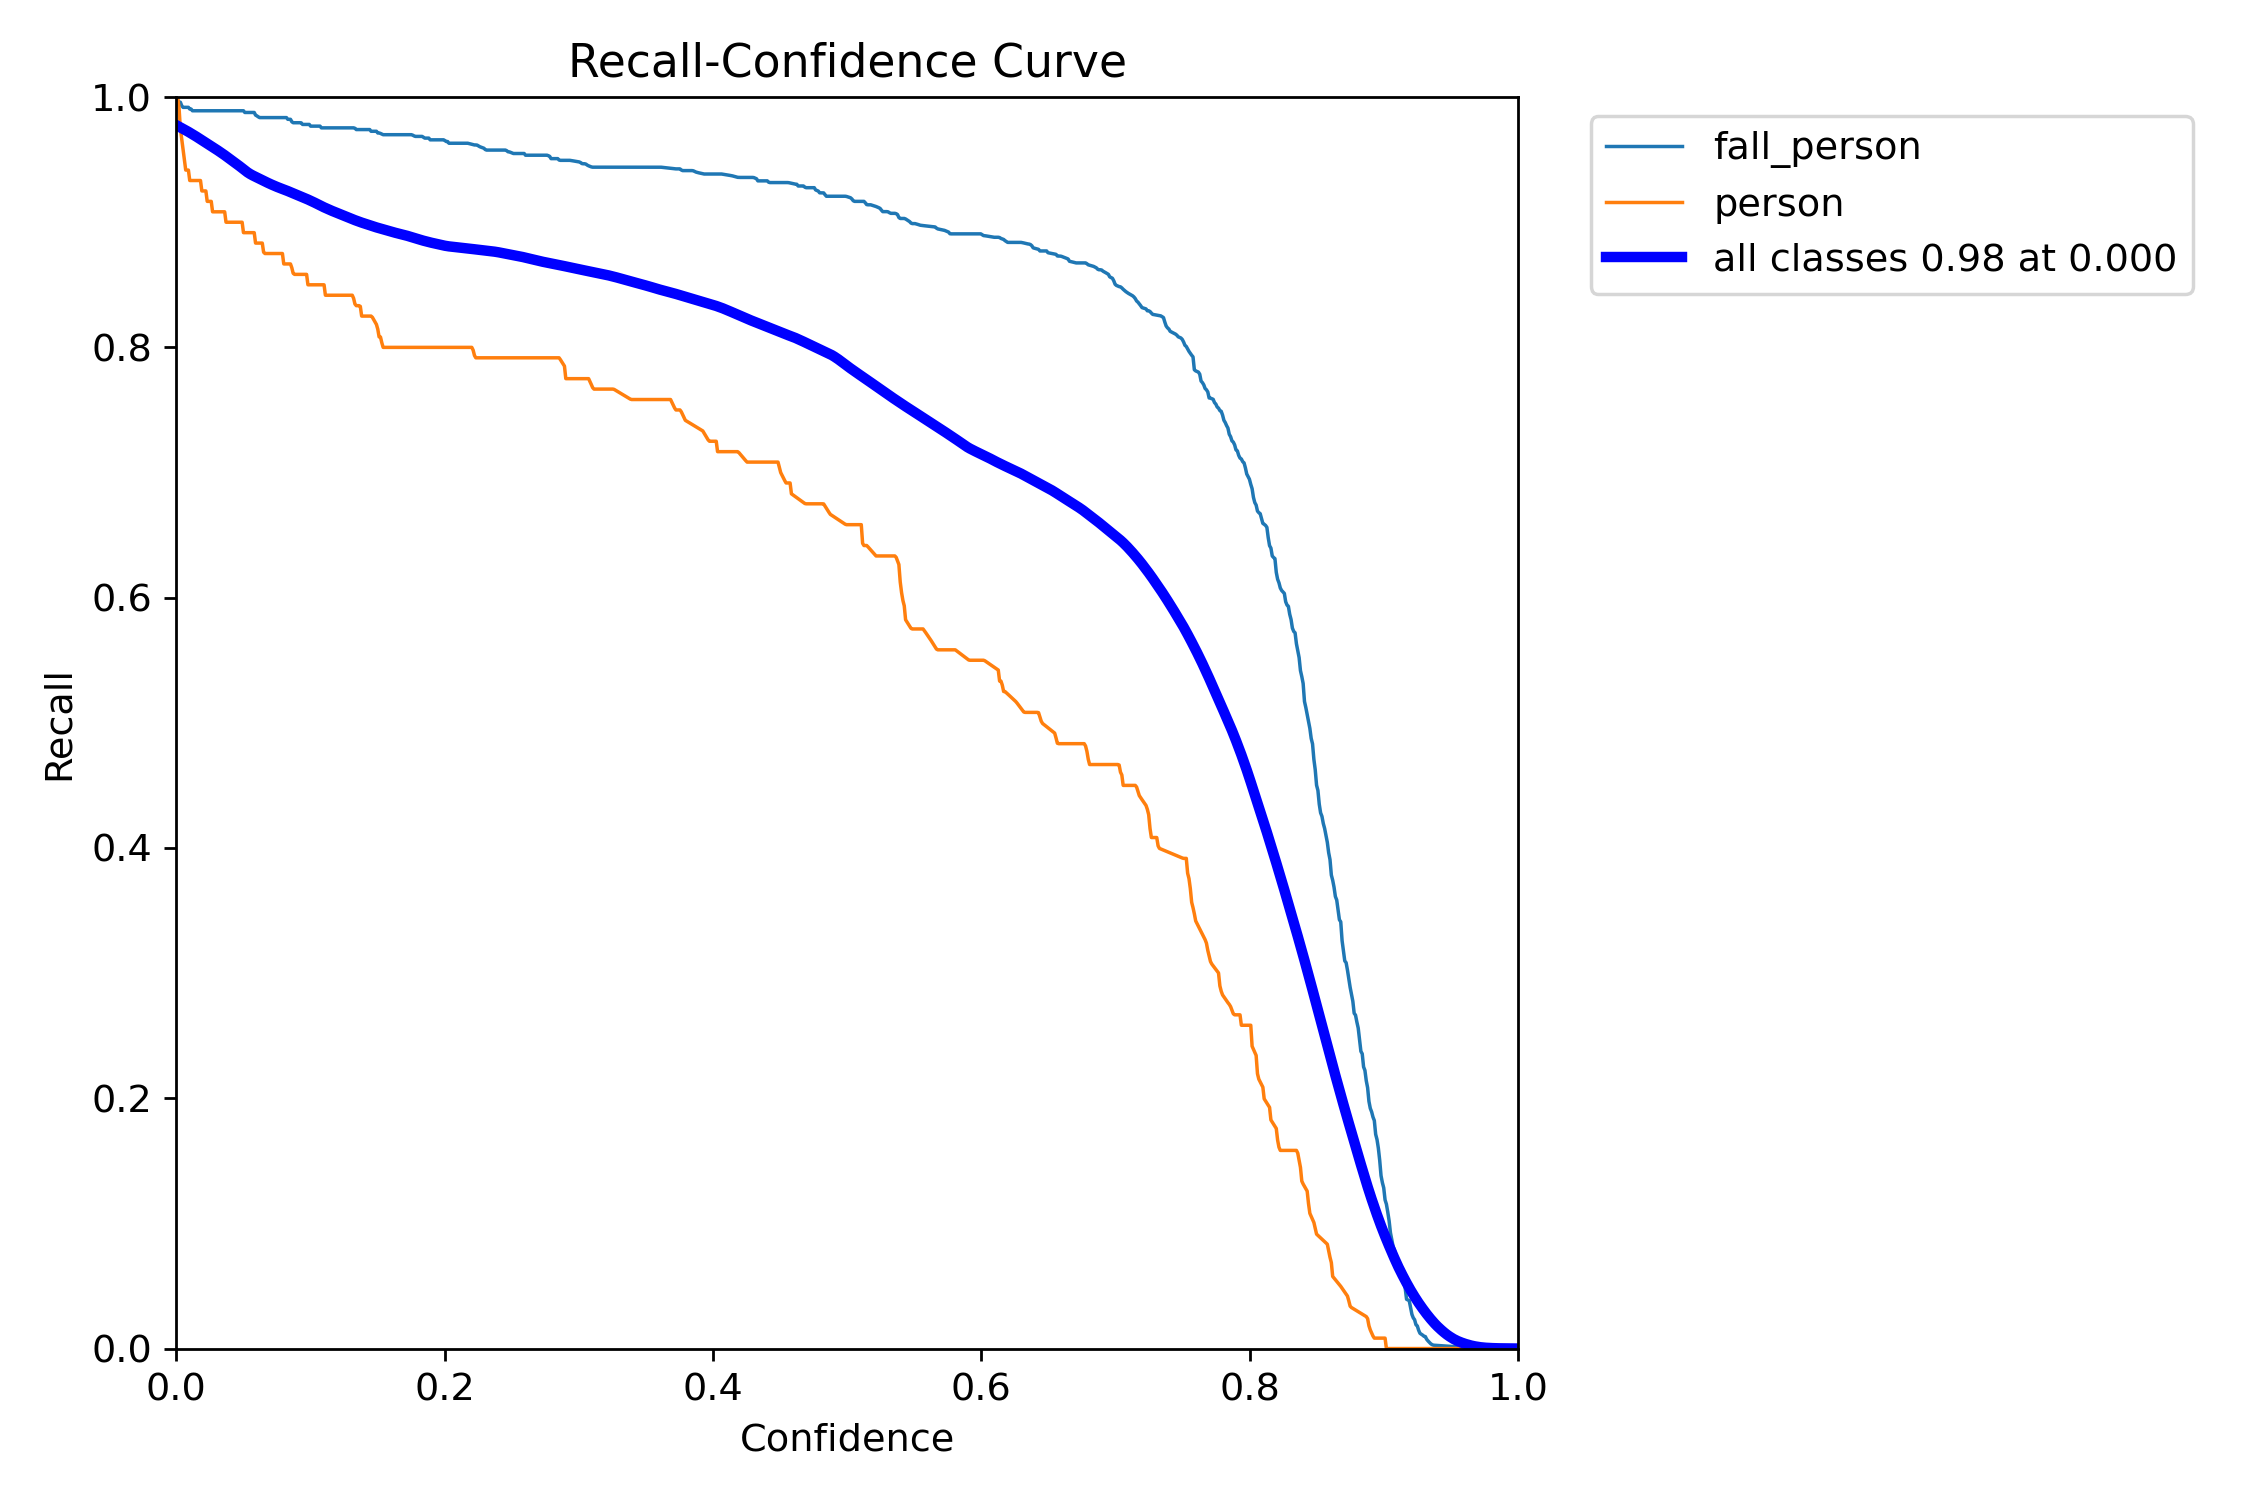 Recall-Confidence Curve
1.0
0.8
0.6
0.4
0.2
0.0
Recall
0.0 0.2 0.4 0.6 0.8 1.0
Confidence
fall_person
person
all classes 0.98 at 0.000